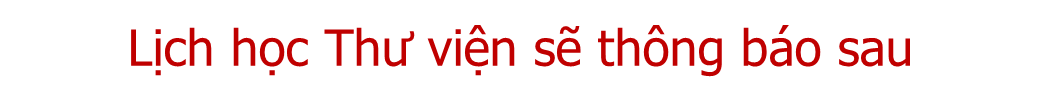 Lịch học Thư viện sẽ thông báo sau